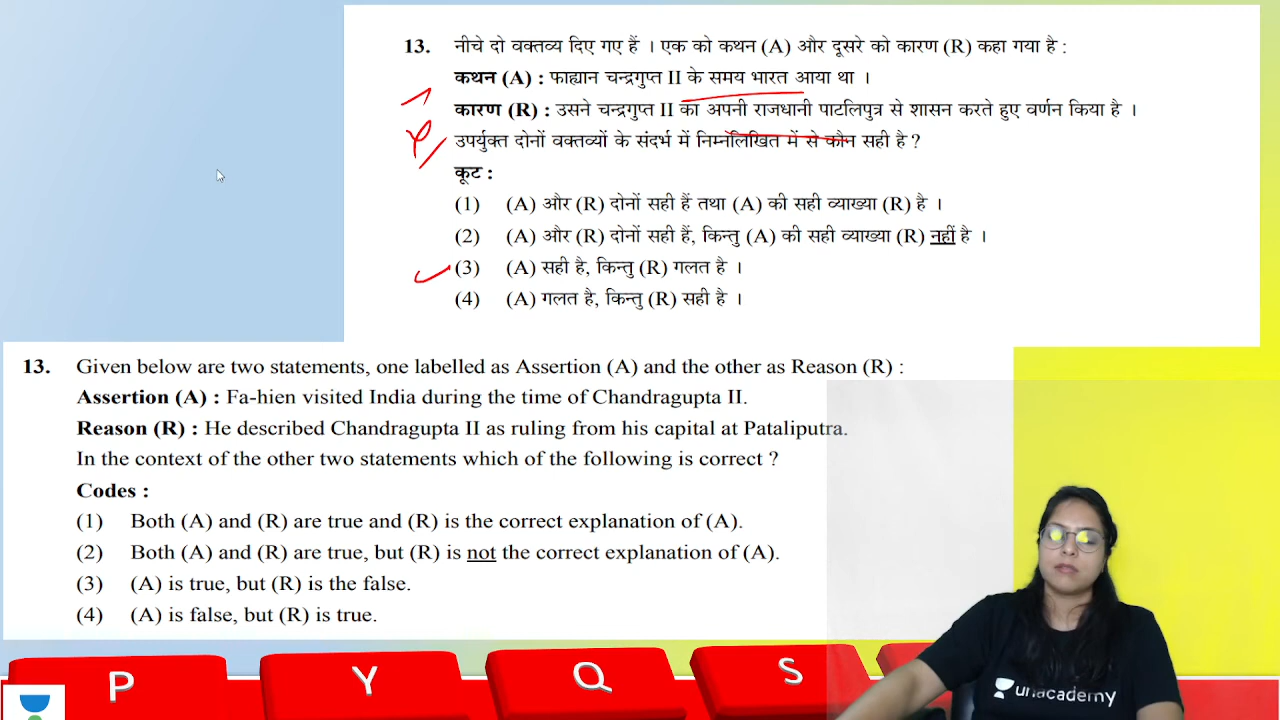 13. नीचे दो वक्तव्य दिए गए हैं । एक को कथन (A) और दूसरे को कारण (R) कहा गया है :
कथन (A) : फाह्यान चन्द्रगुप्त II के समय भारत आया था ।
कारण (R) : उसने चन्द्रगुप्त II का अपनी राजधानी पाटलिपुत्र से शासन करते हुए वर्णन किया है ।
उपर्युक्त दोनों वक्तव्यों के संदर्भ में निम्नलिखित में से कौन सही है ?
कूट :
(1) (A) और (R) दोनों सही हैं तथा (A) की सही व्याख्या (R) है ।
(2) (A) और (R) दोनों सही हैं, किन्तु (A) की सही व्याख्या (R) नहीं है ।
(3) (A) सही है, किन्तु (R) गलत है ।
(4) (A) गलत है, किन्तु (R) सही है ।
13. Given below are two statements, one labelled as Assertion (A) and the other as Reason (R) :
Assertion (A) : Fa-hien visited India during the time of Chandragupta II.
Reason (R) : He described Chandragupta II as ruling from his capital at Pataliputra.
In the context of the other two statements which of the following is correct ?
Codes :
(1) Both (A) and (R) are true and (R) is the correct explanation of (A).
(2) Both (A) and (R) are true, but (R) is not the correct explanation of (A).
(3) (A) is true, but (R) is the false.
(4) (A) is false, but (R) is true.
P Y Q S
unacademy